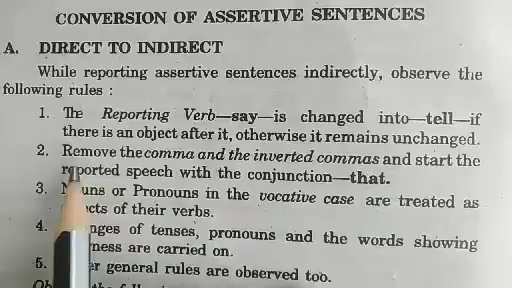 CONVERSION OF ASSERTIVE SENTENCES
A. DIRECT TO INDIRECT
While reporting assertive sentences indirectly, observe the
following rules :
1. The Reporting Verb—say—is changed into—tell—if
there is an object after it, otherwise it remains unchanged.
2. Remove the comma and the inverted commas and start the
reported speech with the conjunction—that.
3. Nouns or Pronouns in the vocative case are treated as
of their verbs.
4. of tenses, pronouns and the words showing
are carried on.
5. general rules are observed too.